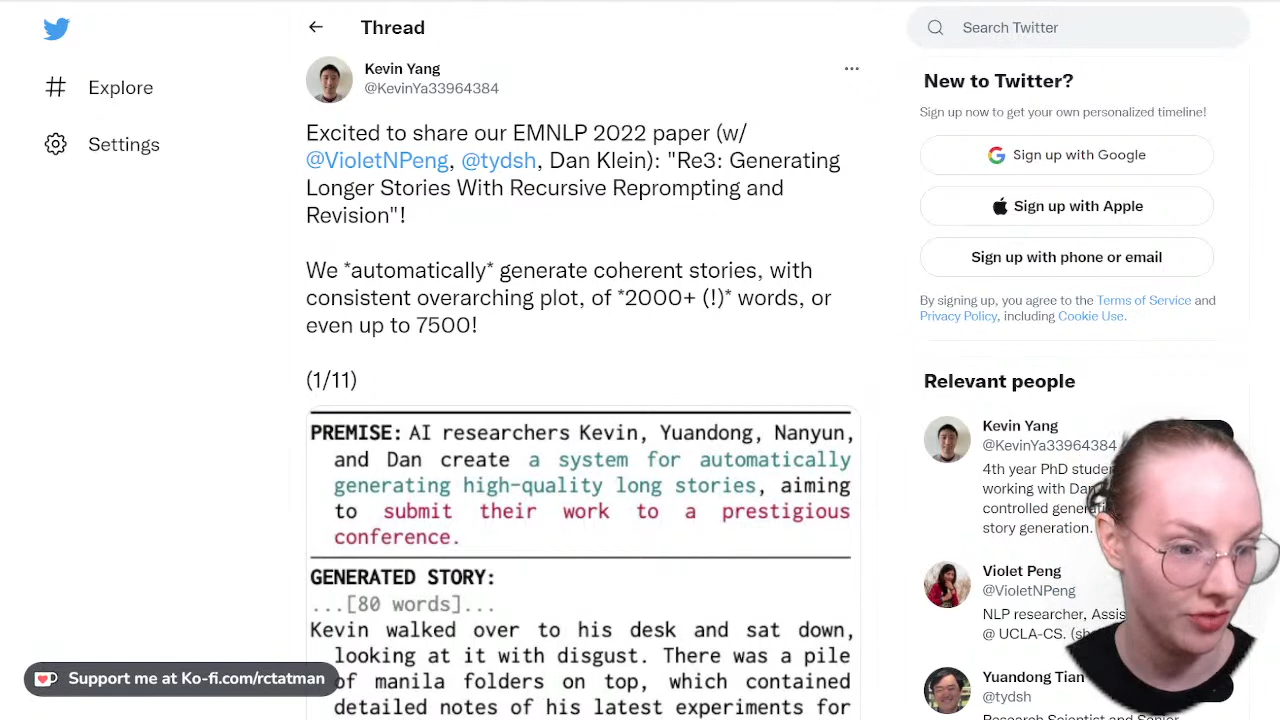 Explore
Settings
Thread
Kevin Yang
@KevinYa33964384
Excited to share our EMNLP 2022 paper (w/
@VioletNPeng, @tydsh, Dan Klein): "Re3: Generating
Longer Stories With Recursive Reprompting and
Revision"!
We *automatically* generate coherent stories, with
consistent overarching plot, of *2000+ (!)* words, or
even up to 7500!
(1/11)
PREMISE: AI researchers Kevin, Yuandong, Nanyun,
and Dan create a system for automatically
generating high-quality long stories, aiming
to submit their work to a prestigious
conference.
GENERATED STORY:
...[80 words]...
Kevin walked over to his desk and sat down,
looking at it with disgust. There was a pile
of manila folders on top, which contained
detailed notes of his latest experiments for
Search Twitter
New to Twitter?
Sign up now to get your own personalized timeline!
Sign up with Google
Sign up with Apple
Sign up with phone or email
By signing up, you agree to the Terms of Service and
Privacy Policy, including Cookie Use.
Relevant people
Kevin Yang
@KevinYa33964384
4th year PhD
working with Dan
controlled
story generation.
Violet Peng
@VioletNPeng
NLP researcher,
@ UCLA-CS.
Yuandong Tian
@tydsh
Research Scientist and
Support me at Ko-fi.com/rctatman